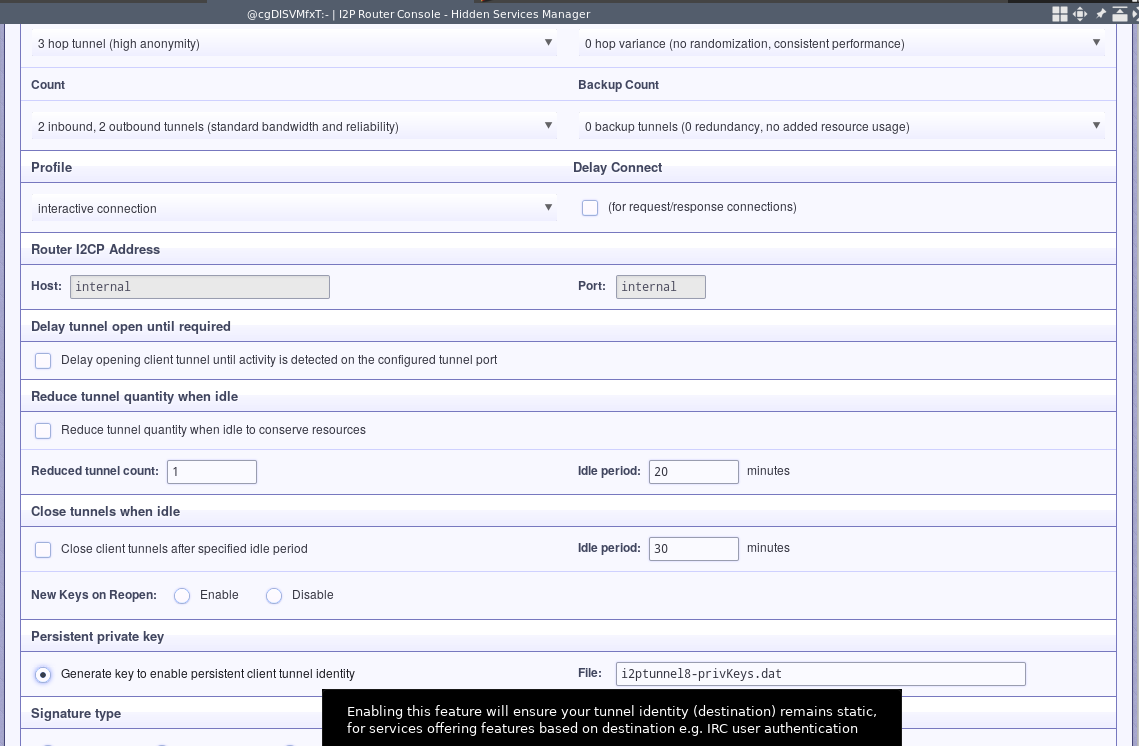 @cgDISVMfxT:- | I2P Router Console - Hidden Services Manager
3 hop tunnel (high anonymity)
0 hop variance (no randomization, consistent performance)
Count
Backup Count
2 inbound, 2 outbound tunnels (standard bandwidth and reliability)
0 backup tunnels (0 redundancy, no added resource usage)
Profile
Delay Connect
interactive connection
(for request/response connections)
Router I2CP Address
Host: internal
Port: internal
Delay tunnel open until required
Delay opening client tunnel until activity is detected on the configured tunnel port
Reduce tunnel quantity when idle
Reduce tunnel quantity when idle to conserve resources
Reduced tunnel count: 1
Idle period: 20 minutes
Close tunnels when idle
Close client tunnels after specified idle period
Idle period: 30 minutes
New Keys on Reopen: Enable Disable
Persistent private key
Generate key to enable persistent client tunnel identity
File: i2ptunnel8-privKeys.dat
Signature type
Enabling this feature will ensure your tunnel identity (destination) remains static,
for services offering features based on destination e.g. IRC user authentication